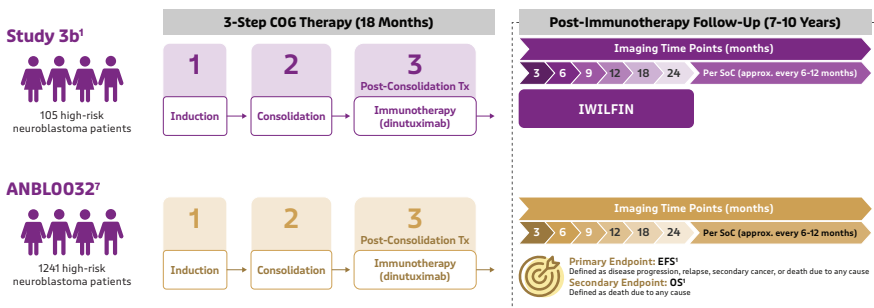 3-Step COG Therapy (18 Months)
Post-Immunotherapy Follow-Up (7-10 Years)
Study 3b¹
105 high-risk
neuroblastoma patients
1
2
3
Post-Consolidation Tx
Induction
Consolidation
Immunotherapy
(dinutuximab)
Imaging Time Points (months)
3 6 9 12 18 24 Per SoC (approx. every 6-12 months)
IWILFIN
ANBL0032⁷
1241 high-risk
neuroblastoma patients
1
2
3
Post-Consolidation Tx
Induction
Consolidation
Immunotherapy
(dinutuximab)
Imaging Time Points (months)
3 6 9 12 18 24 Per SoC (approx. every 6-12 months)
Primary Endpoint: EFS¹
Defined as disease progression, relapse, secondary cancer, or death due to any cause
Secondary Endpoint: OS¹
Defined as death due to any cause